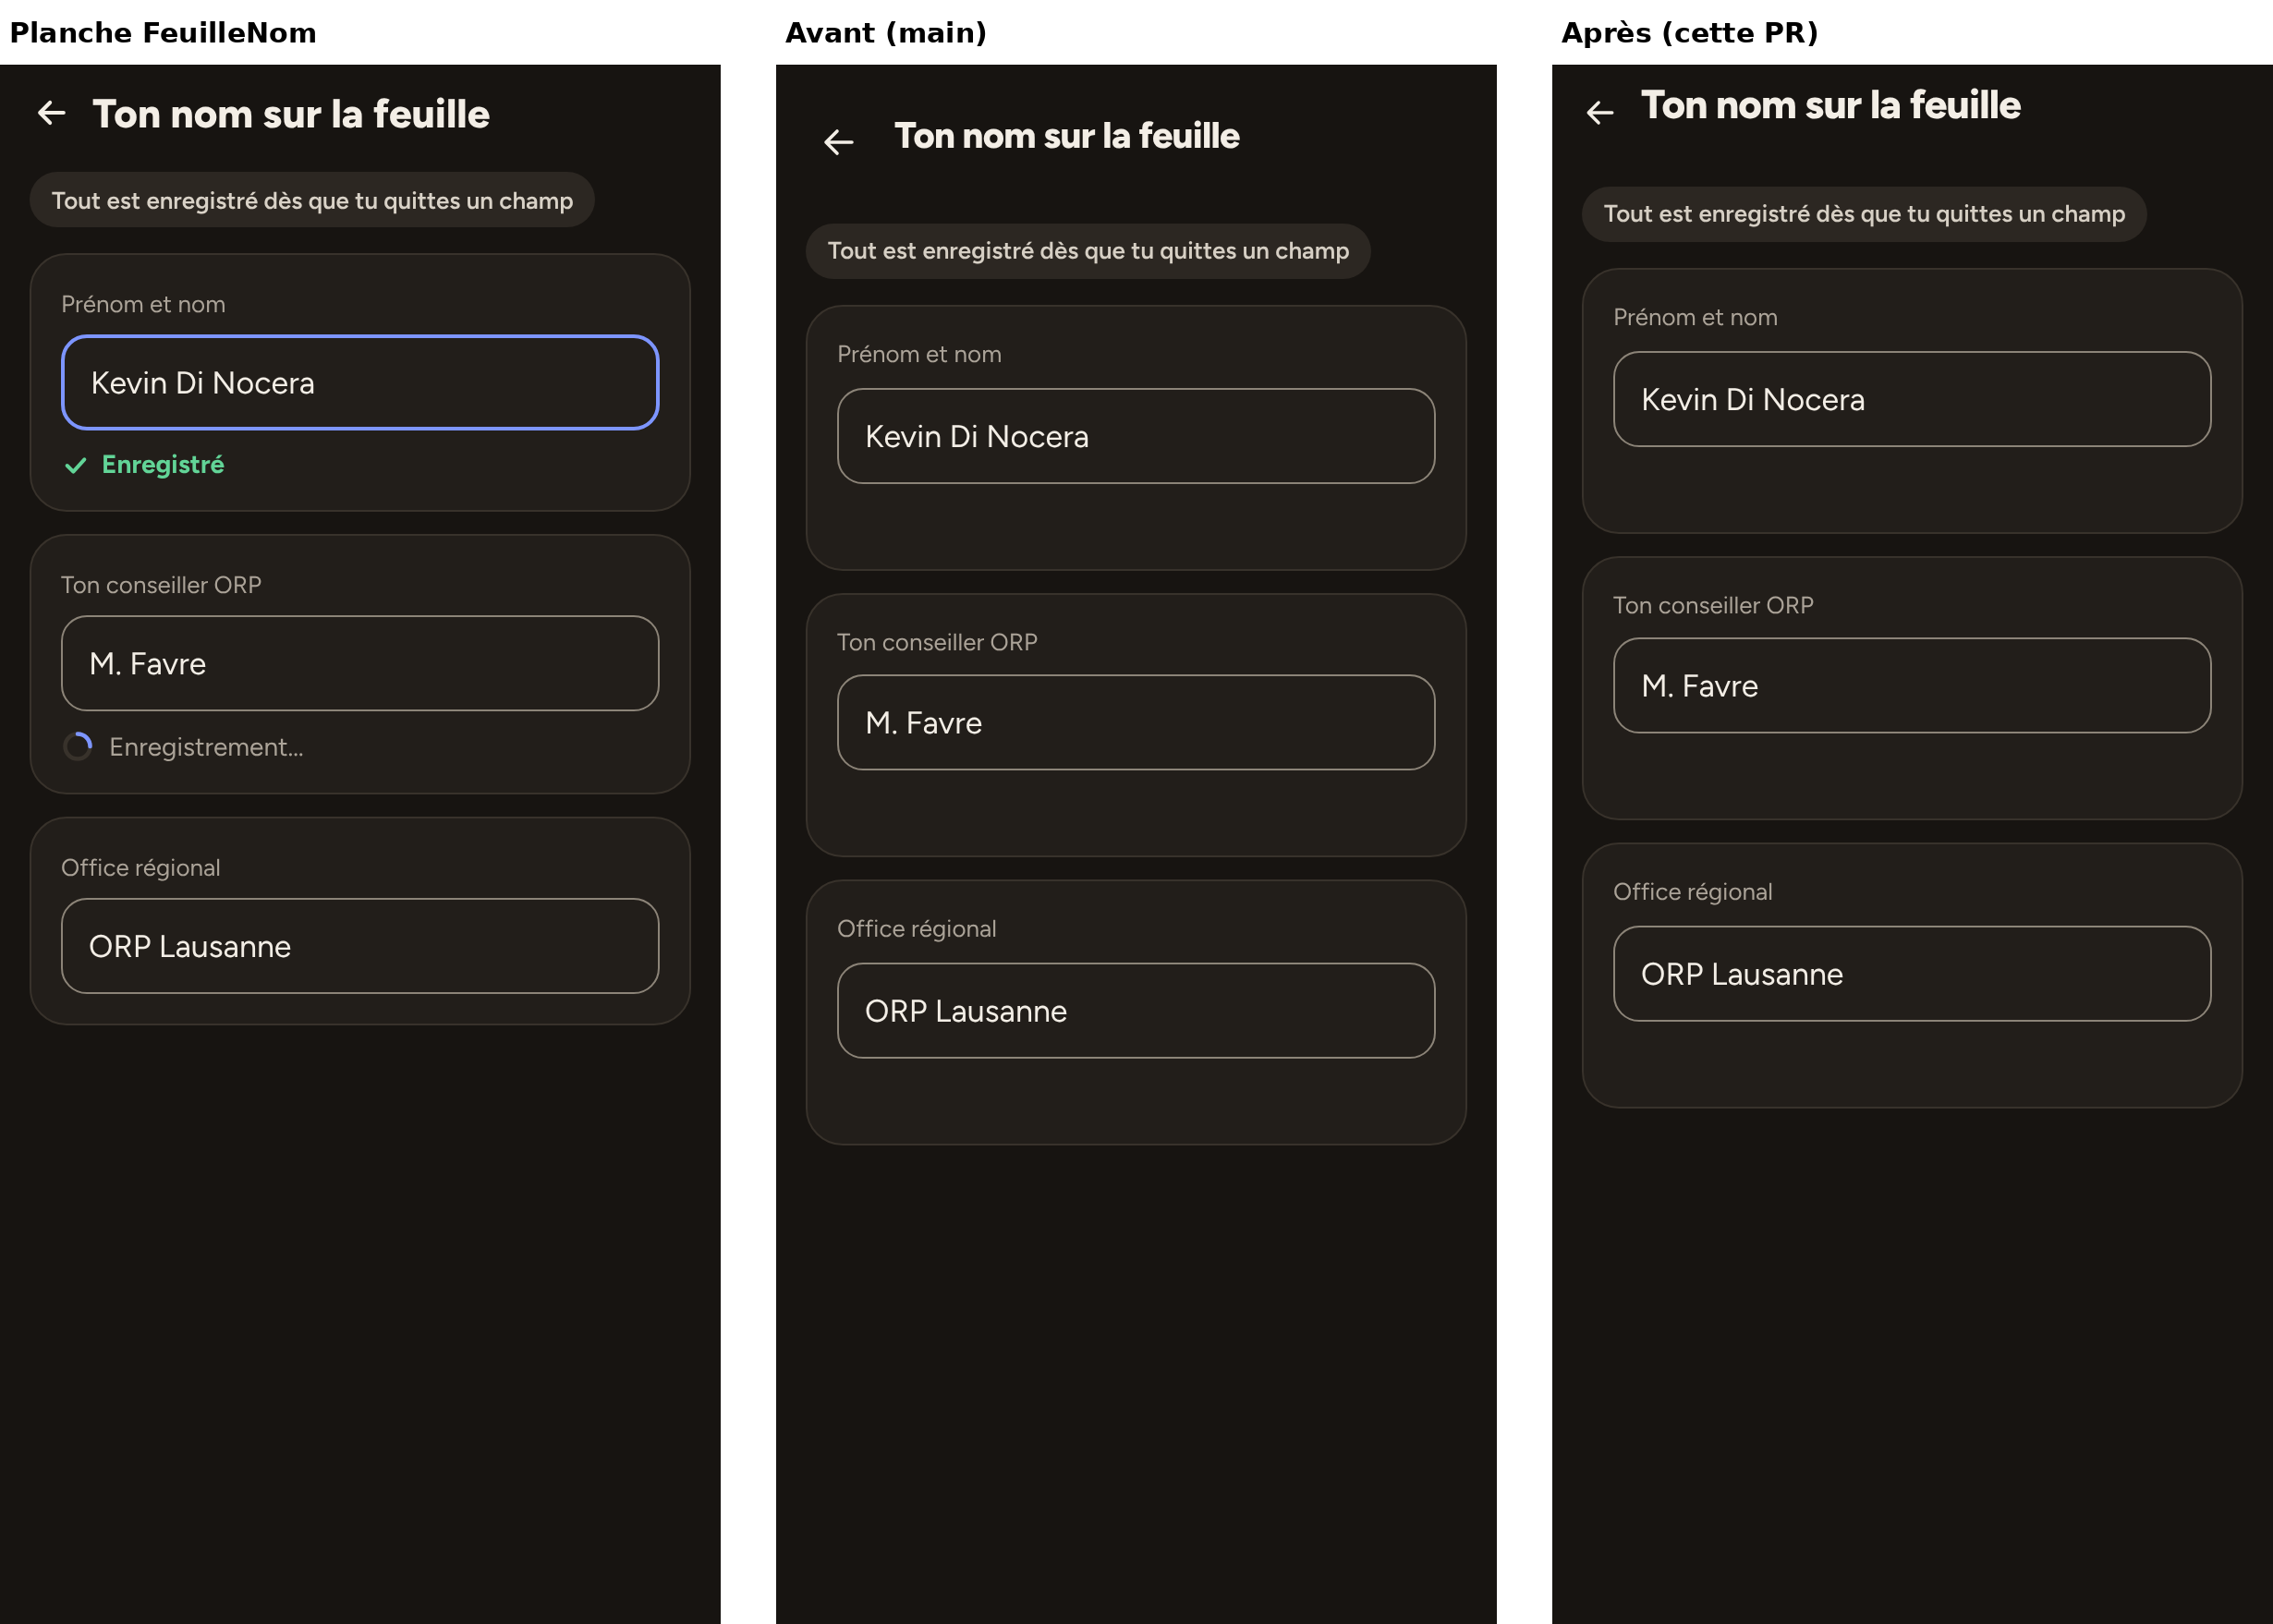 Planche FeuilleNom
Ton nom sur la feuille
Tout est enregistré dès que tu quittes un champ
Prénom et nom
Kevin Di Nocera
Enregistré
Ton conseiller ORP
M. Favre
Enregistrement...
Office régional
ORP Lausanne
Avant (main)
Ton nom sur la feuille
Tout est enregistré dès que tu quittes un champ
Prénom et nom
Kevin Di Nocera
Ton conseiller ORP
M. Favre
Office régional
ORP Lausanne
Après (cette PR)
Ton nom sur la feuille
Tout est enregistré dès que tu quittes un champ
Prénom et nom
Kevin Di Nocera
Ton conseiller ORP
M. Favre
Office régional
ORP Lausanne